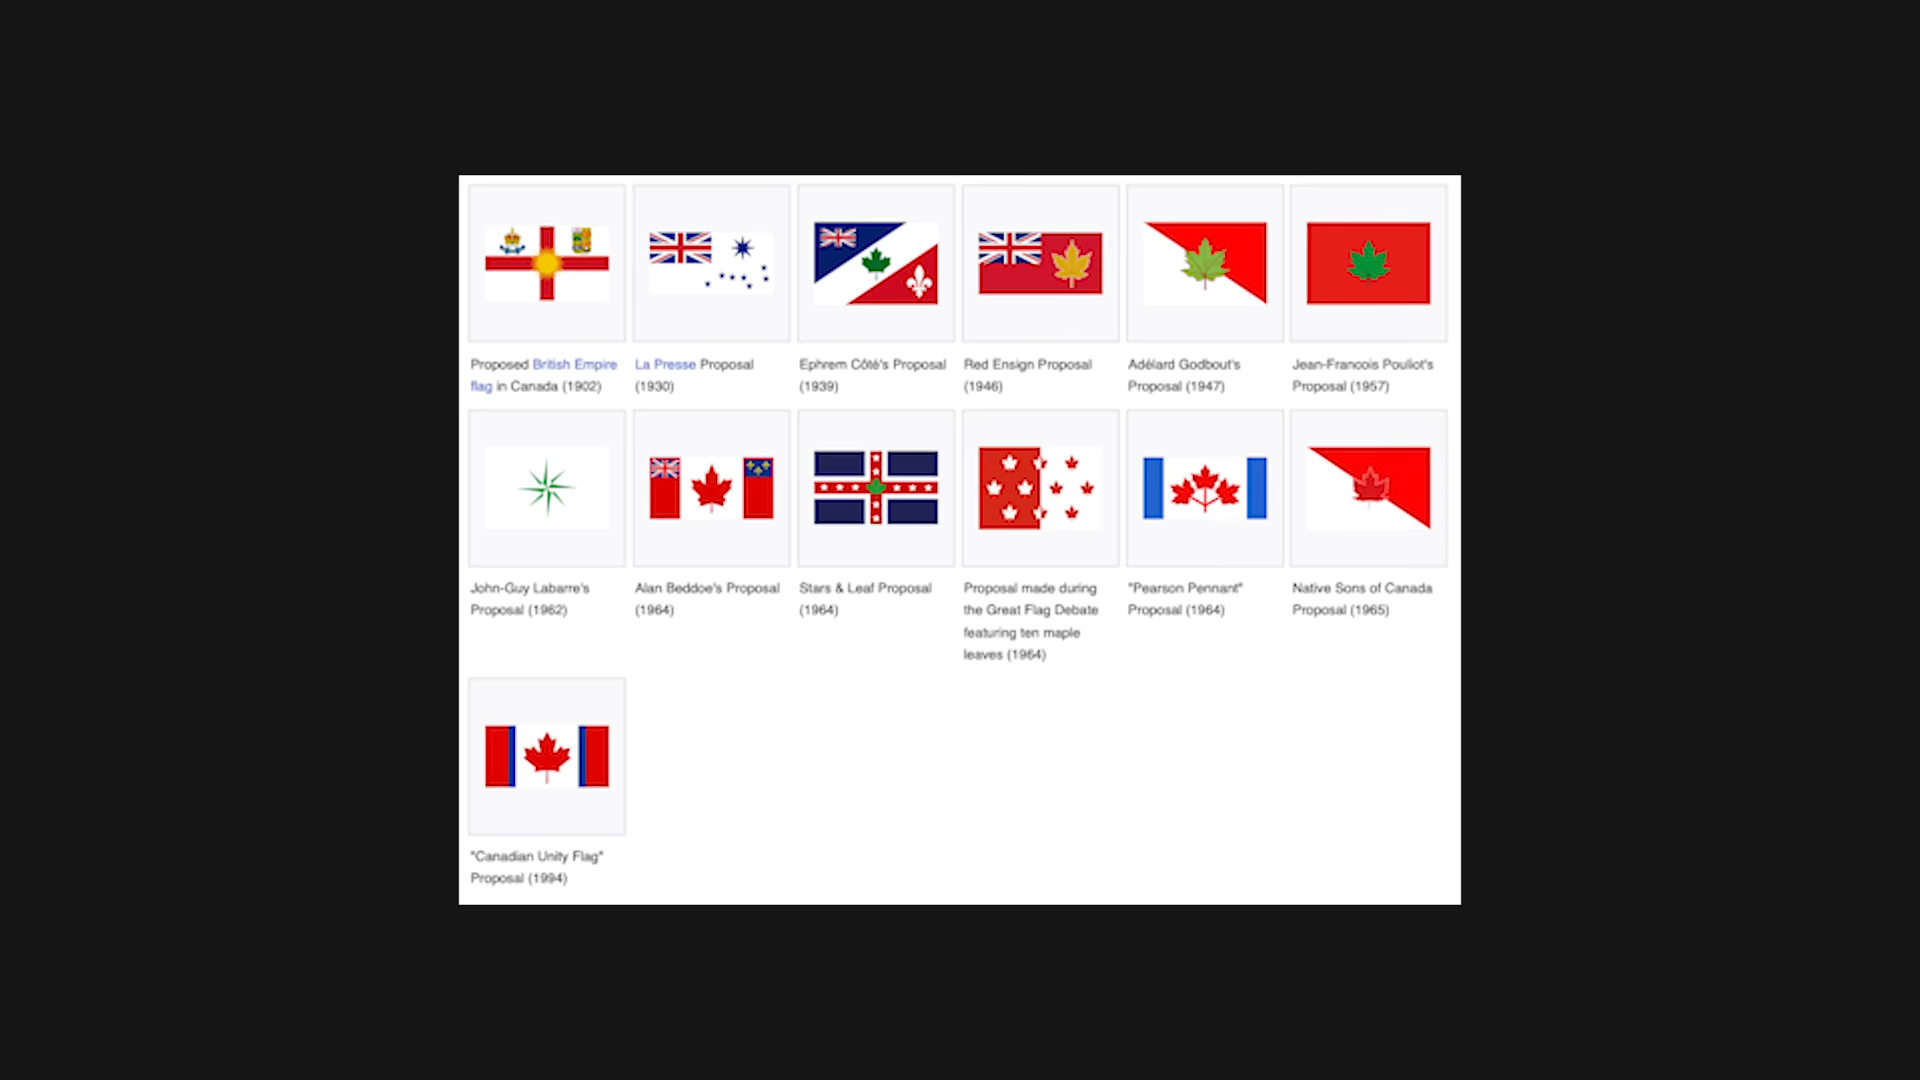 Proposed British Empire
flag in Canada (1902)
La Presse Proposal
(1930)
Ephrem Côté's Proposal
(1939)
Red Ensign Proposal
(1946)
Adélard Godbout's
Proposal (1947)
Jean-Francois Pouliot's
Proposal (1957)
John-Guy Labarre's
Proposal (1962)
Alan Beddoe's Proposal
(1964)
Stars & Leaf Proposal
(1964)
Proposal made during
the Great Flag Debate
featuring ten maple
leaves (1964)
"Pearson Pennant"
Proposal (1964)
Native Sons of Canada
Proposal (1965)
"Canadian Unity Flag"
Proposal (1994)